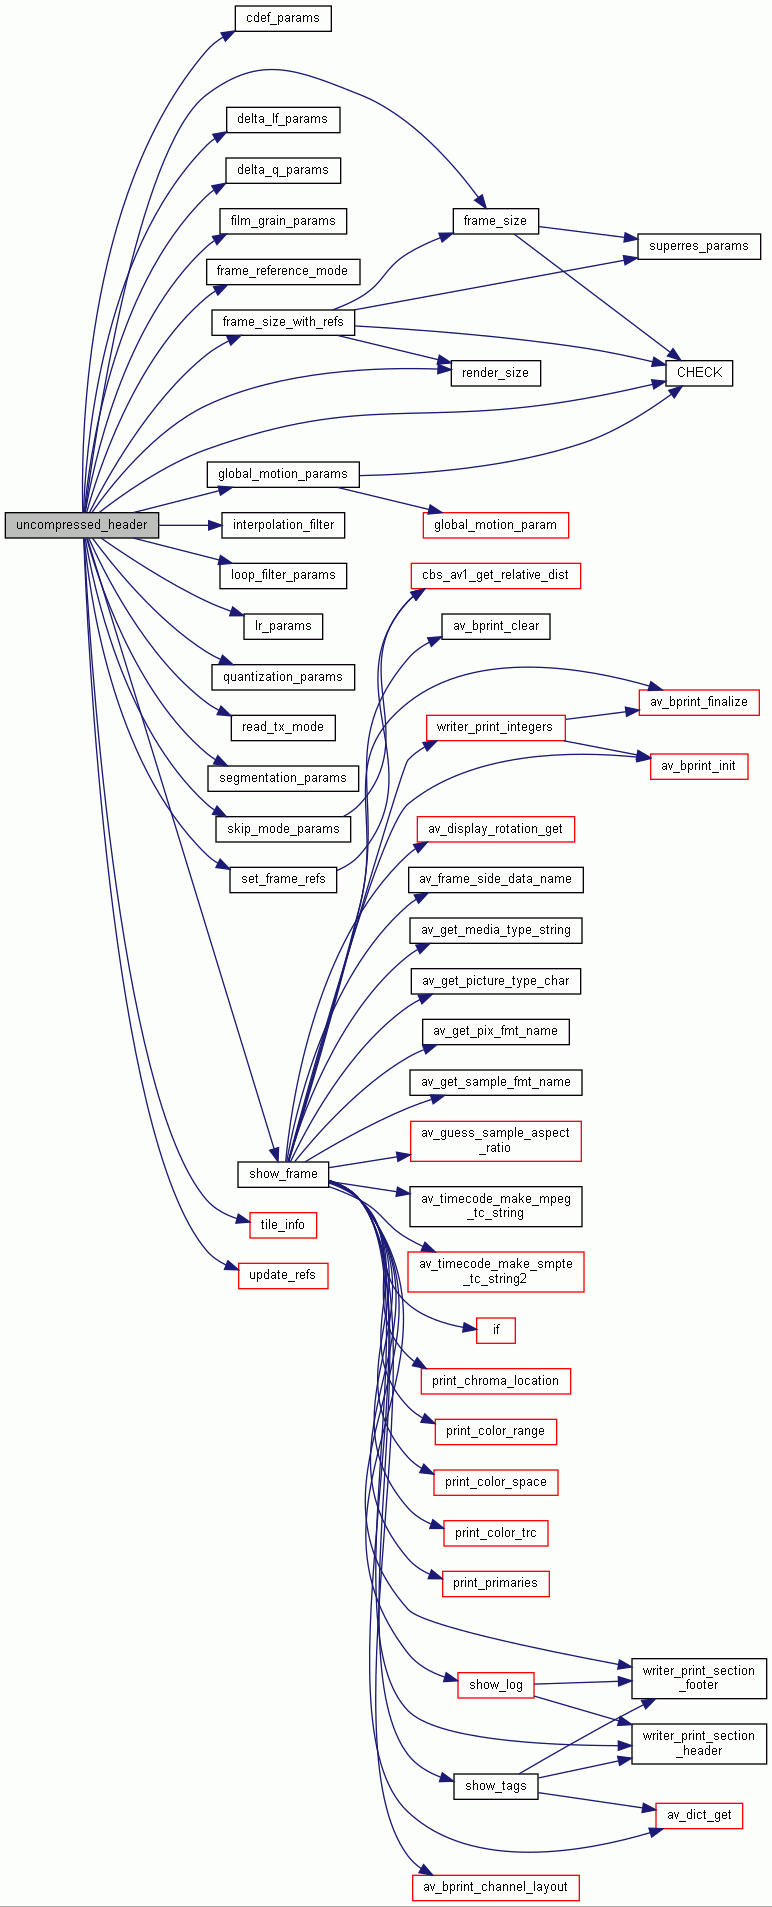 cdef_params
delta_lf_params
delta_q_params
film_grain_params
frame_size
superres_params
frame_reference_mode
frame_size_with_refs
render_size
CHECK
global_motion_params
uncompressed_header
interpolation_filter
global_motion_param
loop_filter_params
cbs_av1_get_relative_dist
lr_params
av_bprint_clear
quantization_params
av_bprint_finalize
read_tx_mode
writer_print_integers
segmentation_params
av_bprint_init
skip_mode_params
av_display_rotation_get
set_frame_refs
av_frame_side_data_name
av_get_media_type_string
av_get_picture_type_char
av_get_pix_fmt_name
av_get_sample_fmt_name
av_guess_sample_aspect
_ratio
show_frame
av_timecode_make_mpeg
_tc_string
tile_info
av_timecode_make_smpte
_tc_string2
update_refs
if
print_chroma_location
print_color_range
print_color_space
print_color_trc
print_primaries
writer_print_section
_footer
show_log
writer_print_section
_header
show_tags
av_dict_get
av_bprint_channel_layout